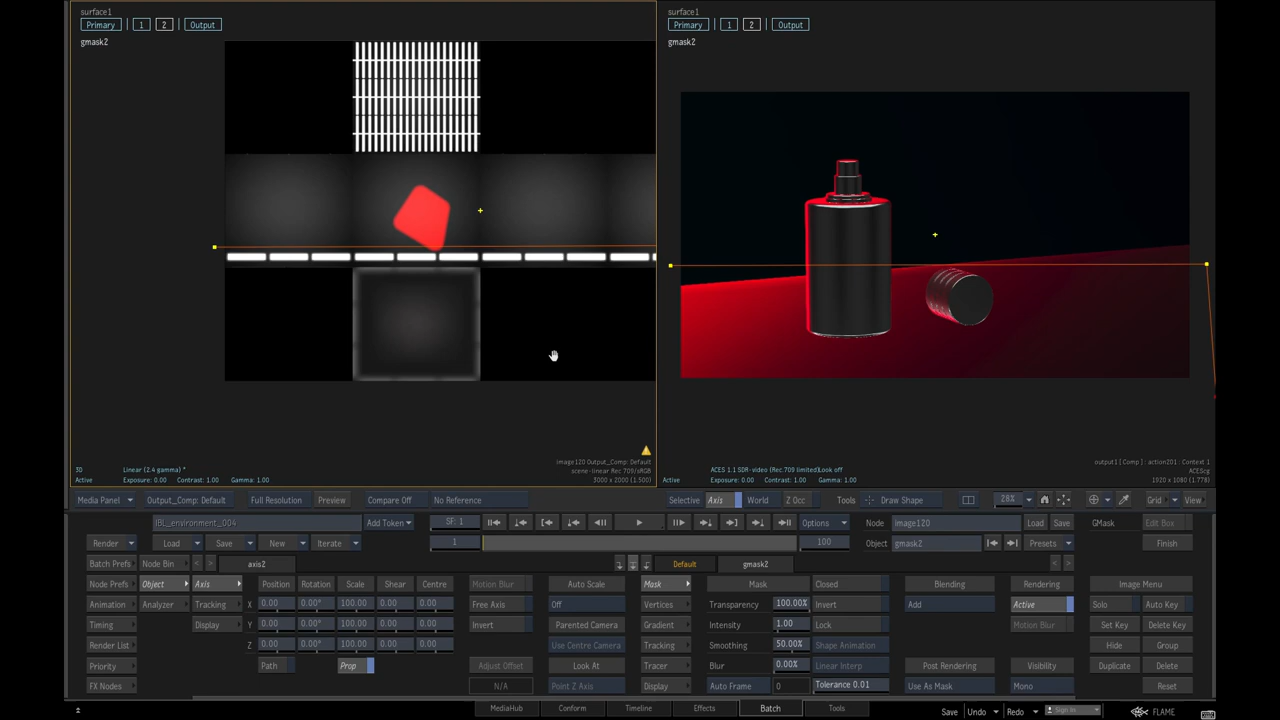 surface1
Primary 1 2 Output
gmask2
surface1
Primary 1 2 Output
gmask2
3D Linear (2.4 gamma) *
Active Exposure: 0.00 Contrast: 1.00 Gamma: 1.00
image120 Output_Comp: Default
scene-linear Rec 709/sRGB
3000 x 2000 (1.500)
ACES 1.1 SDR-video (Rec.709 limited)Look off
Active Exposure: 0.00 Contrast: 1.00 Gamma: 1.00
output1 [ Comp ] : action201 : Context 1
ACEScg
1920 x 1080 (1.778)
Media Panel Output_Comp: Default Full Resolution Preview Compare Off No Reference Selective Axis World Z Occ Tools Draw Shape 28% Grid View
IBL_environment_004 Add Token SF: 1 Options Node image120 Load Save GMask Edit Box
Render Load Save New Iterate 1 100 Object gmask2 Presets Finish
Batch Prefs Node Bin < > axis2 Default gmask2 < >
Node Prefs Object Axis Position Rotation Scale Shear Centre Motion Blur Auto Scale Mask Mask Closed Blending Rendering Image Menu
Animation Analyzer Tracking X 0.00 0.00° 100.00 0.00 0.00 Free Axis Off Vertices Transparency 100.00% Invert Add Active Solo Auto Key
Timing Display Y 0.00 0.00° 100.00 0.00 0.00 Invert Parented Camera Gradient Intensity 1.00 Lock Motion Blur Set Key Delete Key
Render List Z 0.00 0.00° 100.00 0.00 0.00 Use Centre Camera Tracking Smoothing 50.00% Shape Animation Hide Group
Priority Path Prop Adjust Offset Look At Tracer Blur 0.00% Linear Interp Post Rendering Visibility Duplicate Delete
FX Nodes N/A Point Z Axis Display Auto Frame 0 Tolerance 0.01 Use As Mask Mono Reset
MediaHub Conform Timeline Effects Batch Tools Save Undo Redo Sign In FLAME